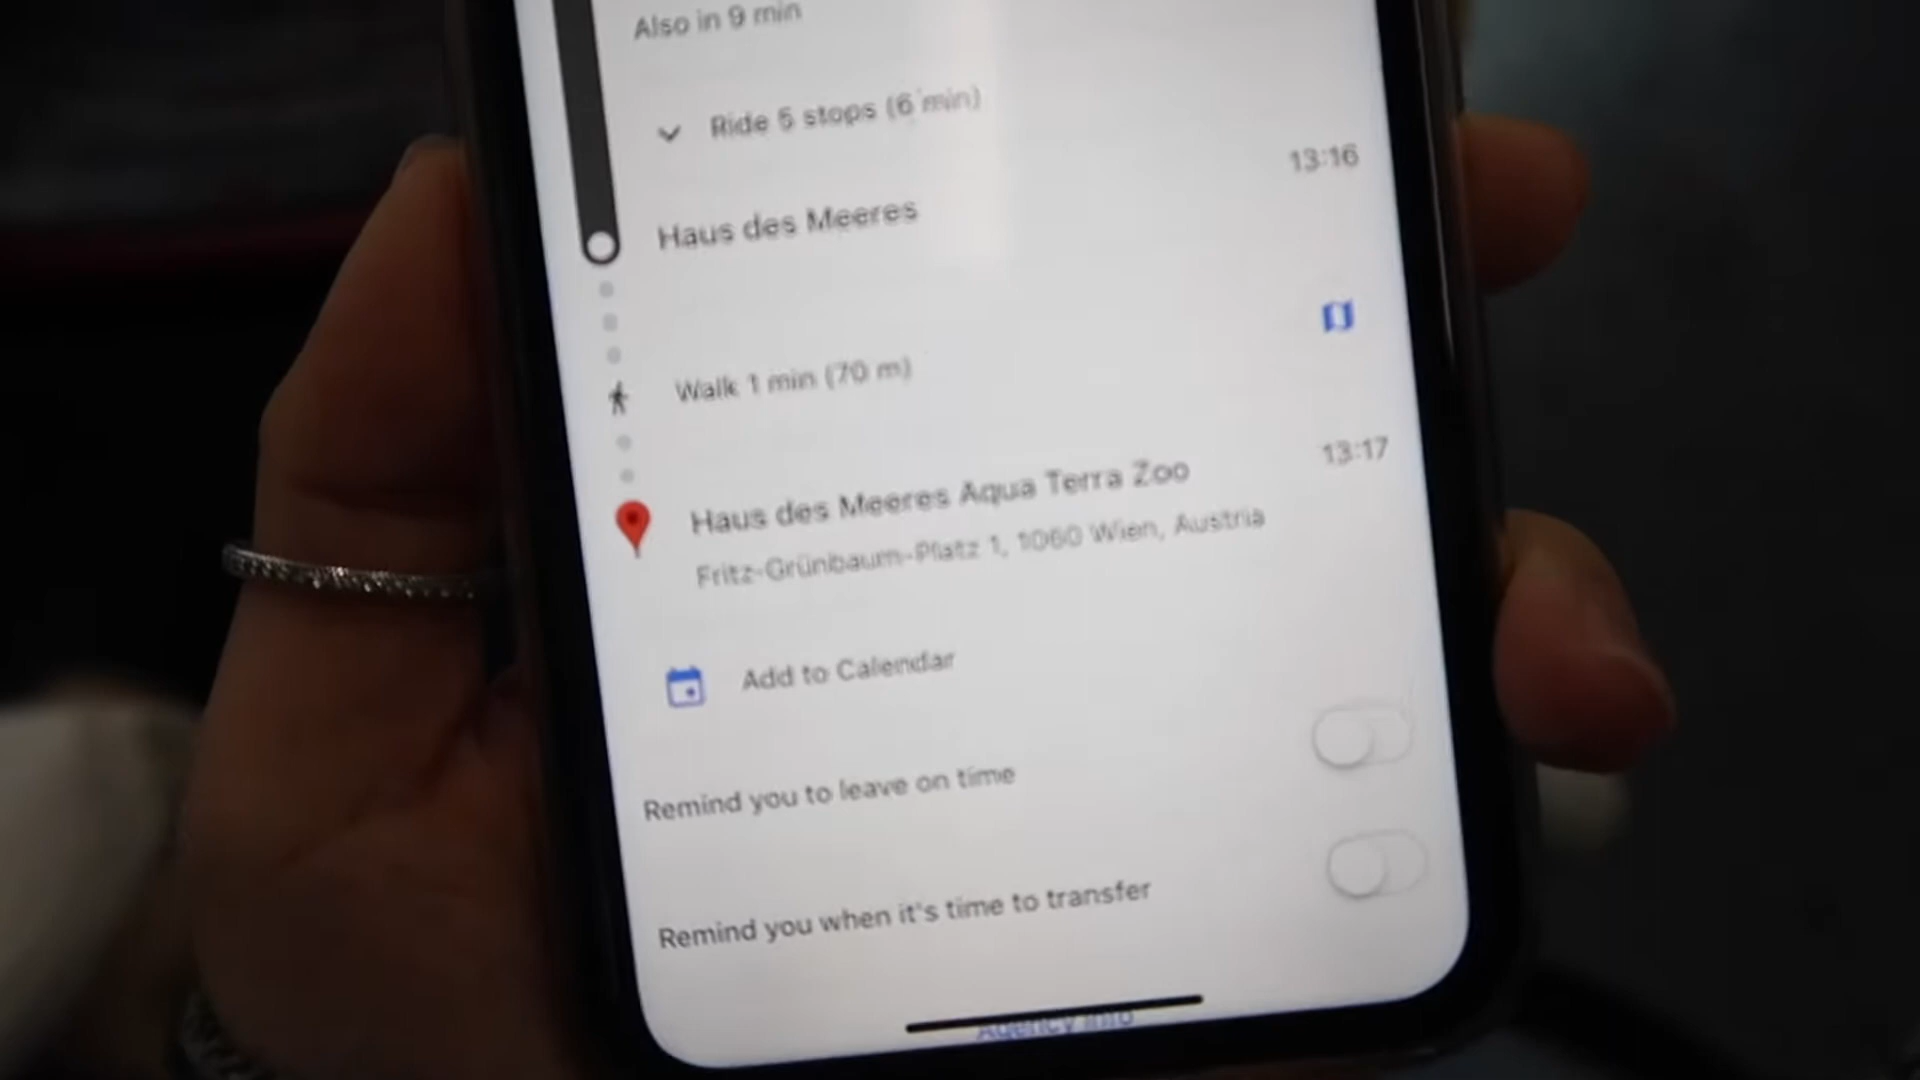 Also in 9 min
Ride 5 stops (6 min)
13:16
Haus des Meeres
Walk 1 min (70 m)
13:17
Haus des Meeres Aqua Terra Zoo
Fritz-Grünbaum-Platz 1, 1060 Wien, Austria
Add to Calendar
Remind you to leave on time
Remind you when it's time to transfer
Agency info